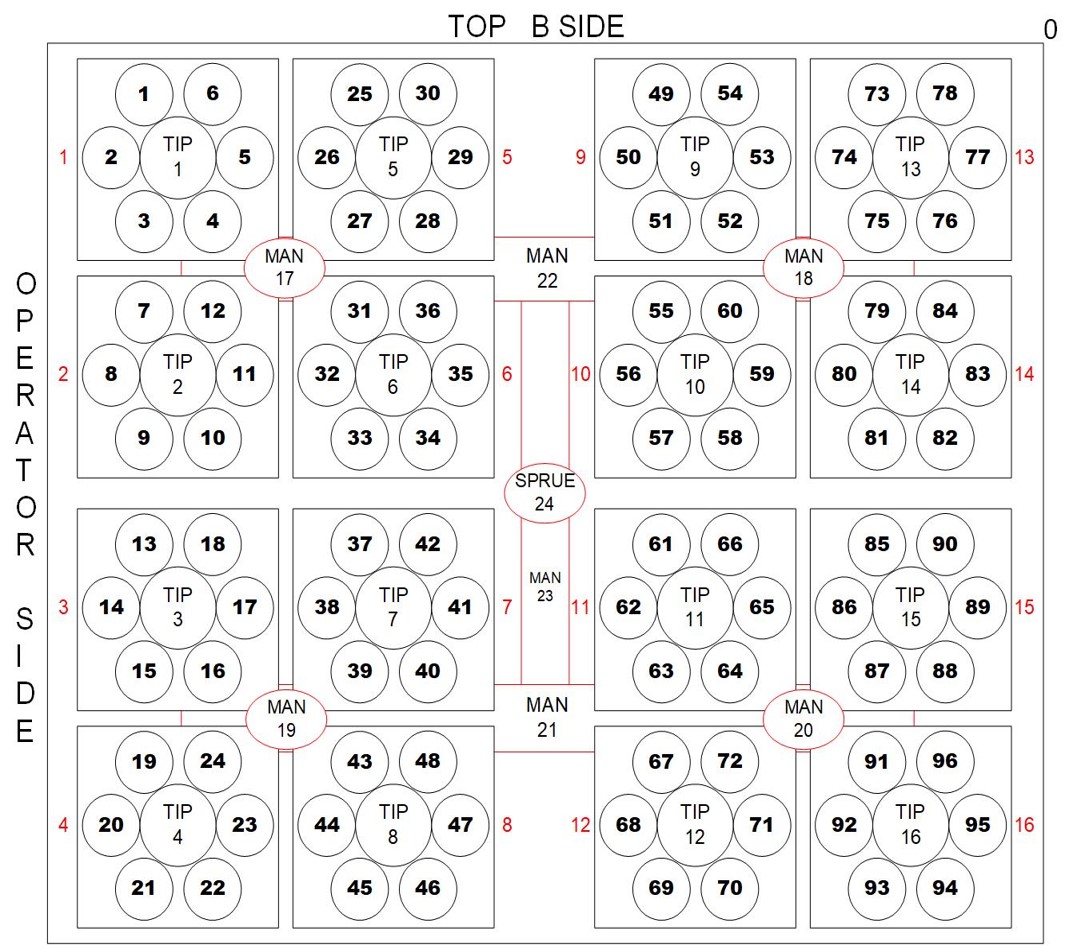 TOP B SIDE
0
1 6 25 30 49 54 73 78
1 2 TIP 1 5 26 TIP 5 29 5 9 50 TIP 9 53 74 TIP 13 77 13
3 4 27 28 51 52 75 76
MAN 17 MAN 22 MAN 18
OPERATOR SIDE
7 12 31 36 55 60 79 84
2 8 TIP 2 11 32 TIP 6 35 6 10 56 TIP 10 59 80 TIP 14 83 14
9 10 33 34 57 58 81 82
SPRUE 24
13 18 37 42 61 66 85 90
MAN 23
3 14 TIP 3 17 38 TIP 7 41 7 11 62 TIP 11 65 86 TIP 15 89 15
15 16 39 40 63 64 87 88
MAN 19 MAN 21 MAN 20
19 24 43 48 67 72 91 96
4 20 TIP 4 23 44 TIP 8 47 8 12 68 TIP 12 71 92 TIP 16 95 16
21 22 45 46 69 70 93 94